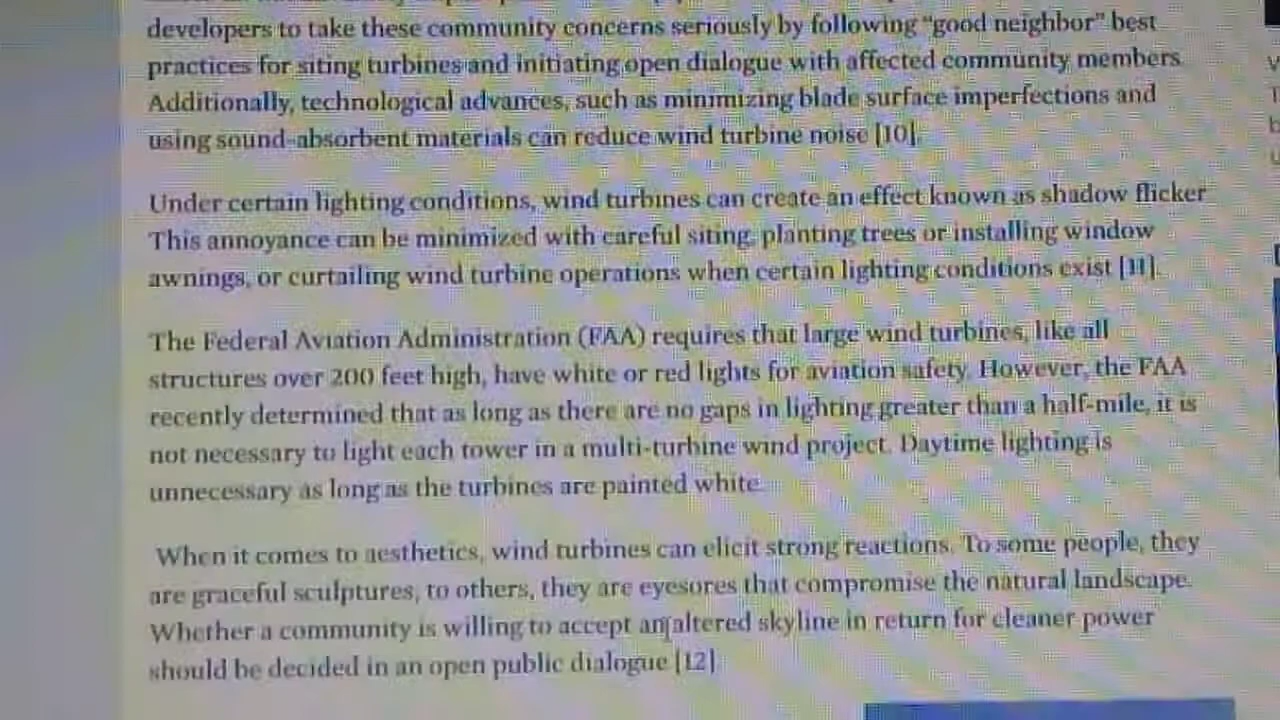 developers to take these community concerns seriously by following “good neighbor” best
practices for siting turbines and initiating open dialogue with affected community members.
Additionally, technological advances, such as minimizing blade surface imperfections and
using sound-absorbent materials can reduce wind turbine noise [10].
Under certain lighting conditions, wind turbines can create an effect known as shadow flicker.
This annoyance can be minimized with careful siting, planting trees or installing window
awnings, or curtailing wind turbine operations when certain lighting conditions exist [11].
The Federal Aviation Administration (FAA) requires that large wind turbines, like all
structures over 200 feet high, have white or red lights for aviation safety. However, the FAA
recently determined that as long as there are no gaps in lighting greater than a half-mile, it is
not necessary to light each tower in a multi-turbine wind project. Daytime lighting is
unnecessary as long as the turbines are painted white.
When it comes to aesthetics, wind turbines can elicit strong reactions. To some people, they
are graceful sculptures; to others, they are eyesores that compromise the natural landscape.
Whether a community is willing to accept an altered skyline in return for cleaner power
should be decided in an open public dialogue [12].